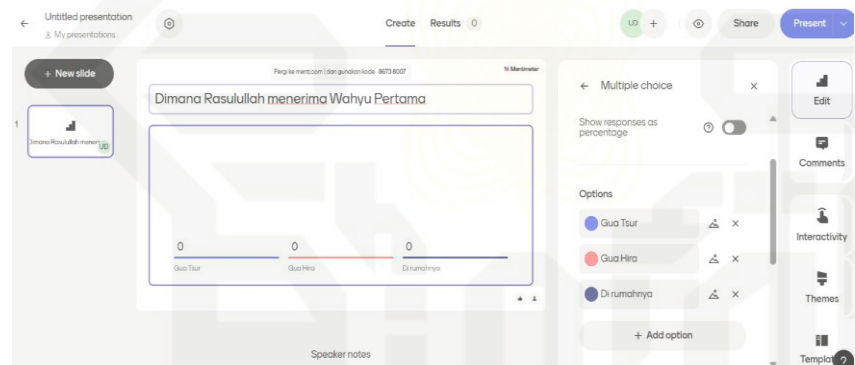 Untitled presentation
My presentations
Create Results 0
UD +
Share
Present
+ New slide
1
Dimana Rasulullah menerim
UD
Pergi ke menti.com | dan gunakan kode 8673 8007
Mentimeter
Dimana Rasulullah menerima Wahyu Pertama
0 0 0
Gua Tsur Gua Hira Di rumahnya
Speaker notes
Multiple choice
Show responses as
percentage
Options
Gua Tsur
Gua Hira
Di rumahnya
+ Add option
Edit
Comments
Interactivity
Themes
Templat
?